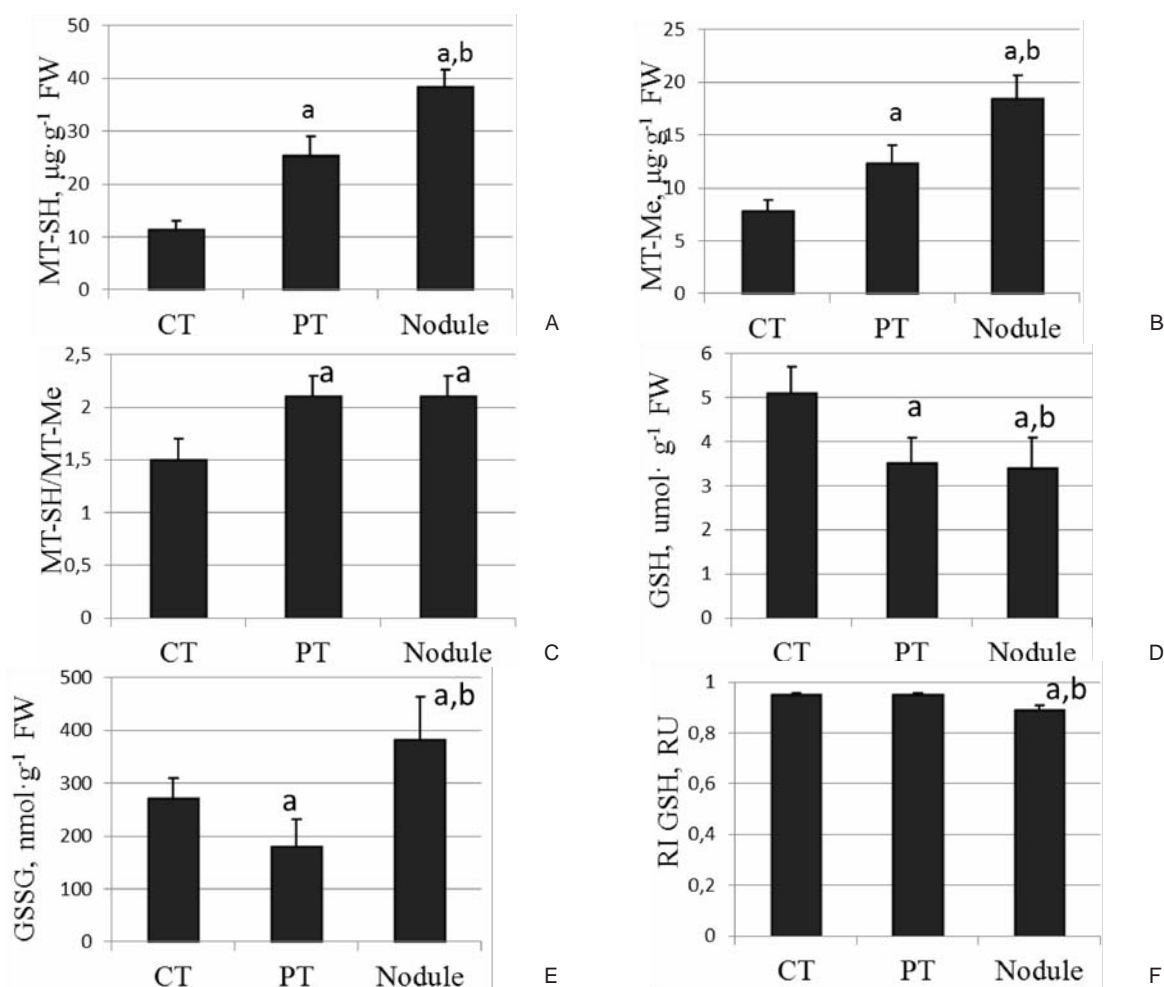 MT-SH, µg·g⁻¹ FW
50
40
30
20
10
0
a
a,b
CT PT Nodule
A
MT-Me, µg·g⁻¹ FW
25
20
15
10
5
0
a
a,b
CT PT Nodule
B
MT-SH/MT-Me
2,5
2
1,5
1
0,5
0
a a
CT PT Nodule
C
GSH, umol· g⁻¹ FW
6
5
4
3
2
1
0
a
a,b
CT PT Nodule
D
GSSG, nmol·g⁻¹ FW
500
400
300
200
100
0
a
a,b
CT PT Nodule
E
RI GSH, RU
1
0,8
0,6
0,4
0,2
0
a,b
CT PT Nodule
F